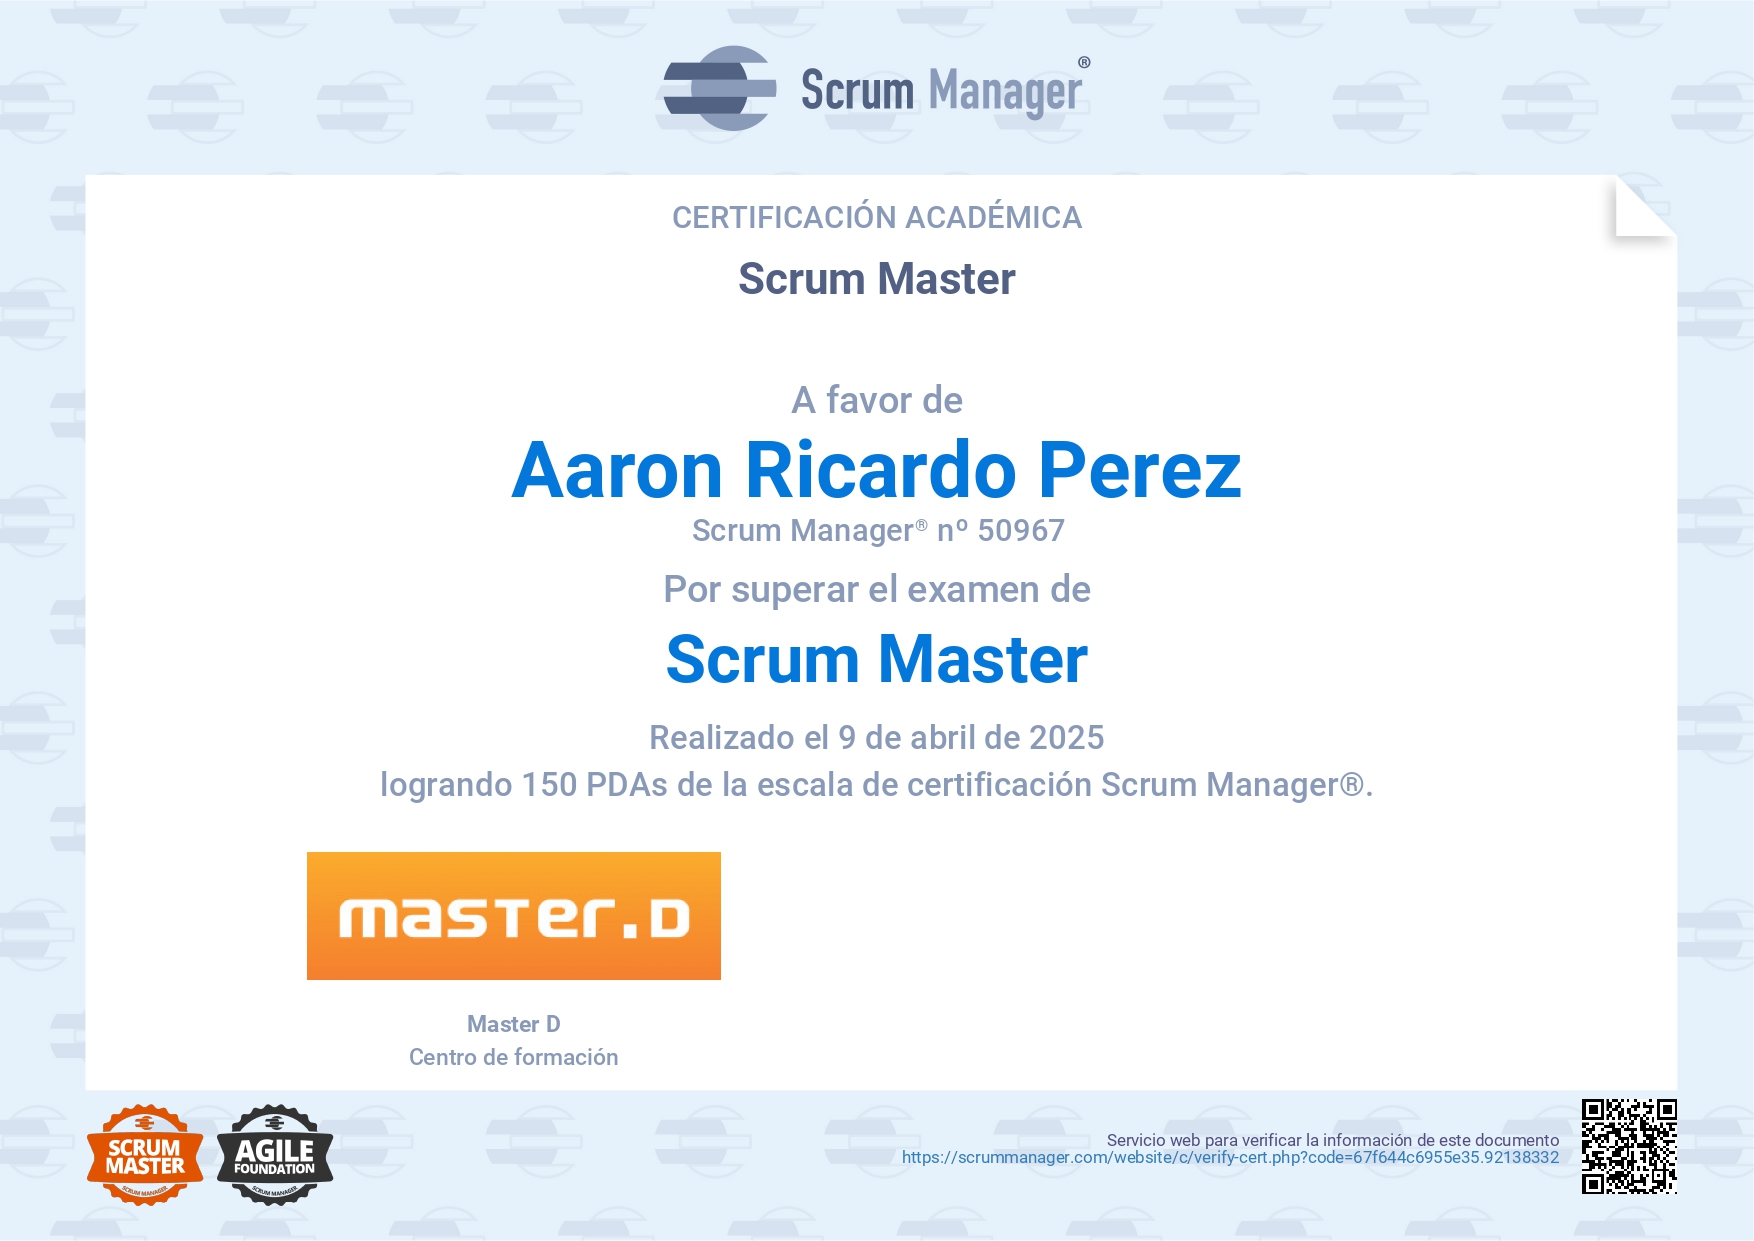 Scrum Manager®
CERTIFICACIÓN ACADÉMICA
Scrum Master
A favor de
Aaron Ricardo Perez
Scrum Manager® nº 50967
Por superar el examen de
Scrum Master
Realizado el 9 de abril de 2025
logrando 150 PDAs de la escala de certificación Scrum Manager®.
master.D
Master D
Centro de formación
SCRUM
MASTER
SCRUM MANAGER
AGILE
FOUNDATION
SCRUM MANAGER
Servicio web para verificar la información de este documento
https://scrummanager.com/website/c/verify-cert.php?code=67f644c6955e35.92138332